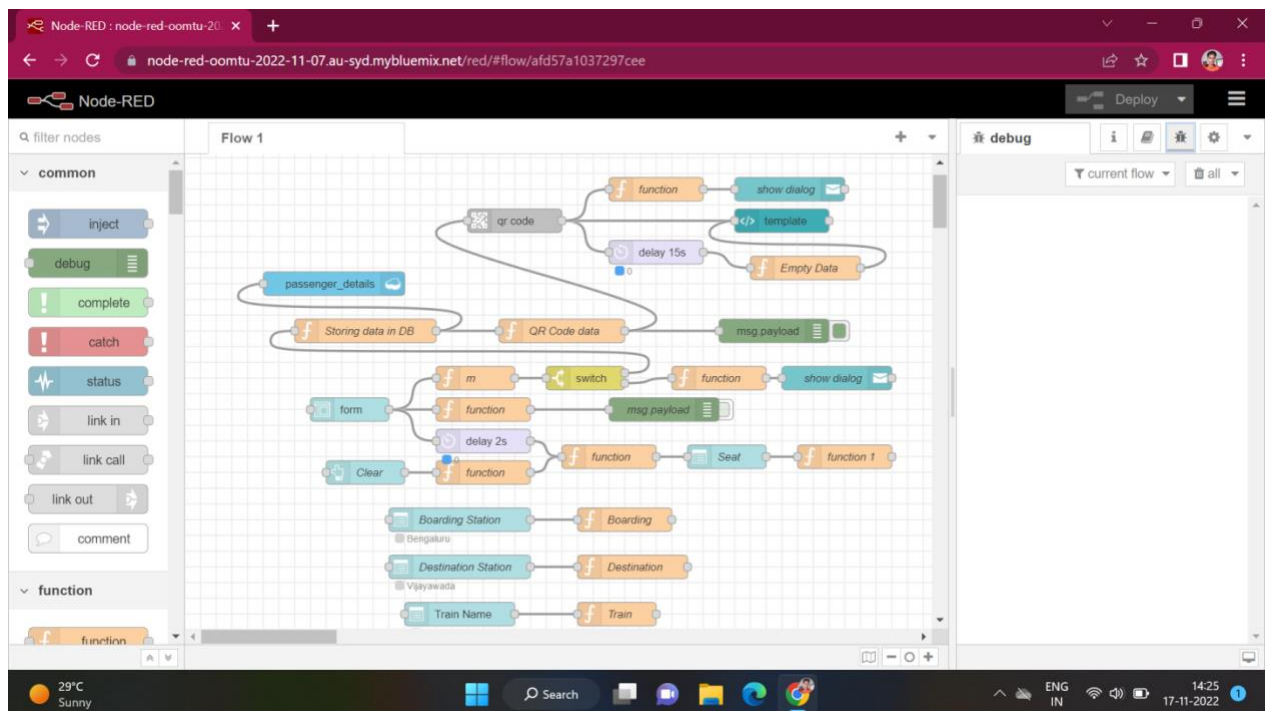 Node-RED : node-red-oomtu-20
node-red-oomtu-2022-11-07.au-syd.mybluemix.net/red/#flow/afd57a1037297cee
Node-RED
Deploy
filter nodes
Flow 1
debug
i
current flow
all
common
inject
debug
complete
catch
status
link in
link call
link out
comment
function
function
function
show dialog
qr code
template
delay 15s
0
Empty Data
passenger_details
Storing data in DB
QR Code data
msg.payload
m
switch
function
show dialog
form
function
msg.payload
delay 2s
0
function
Seat
function 1
Clear
function
Boarding Station
Boarding
Bengaluru
Destination Station
Destination
Vijayawada
Train Name
Train
29°C
Sunny
Search
ENG
IN
14:25
17-11-2022
1